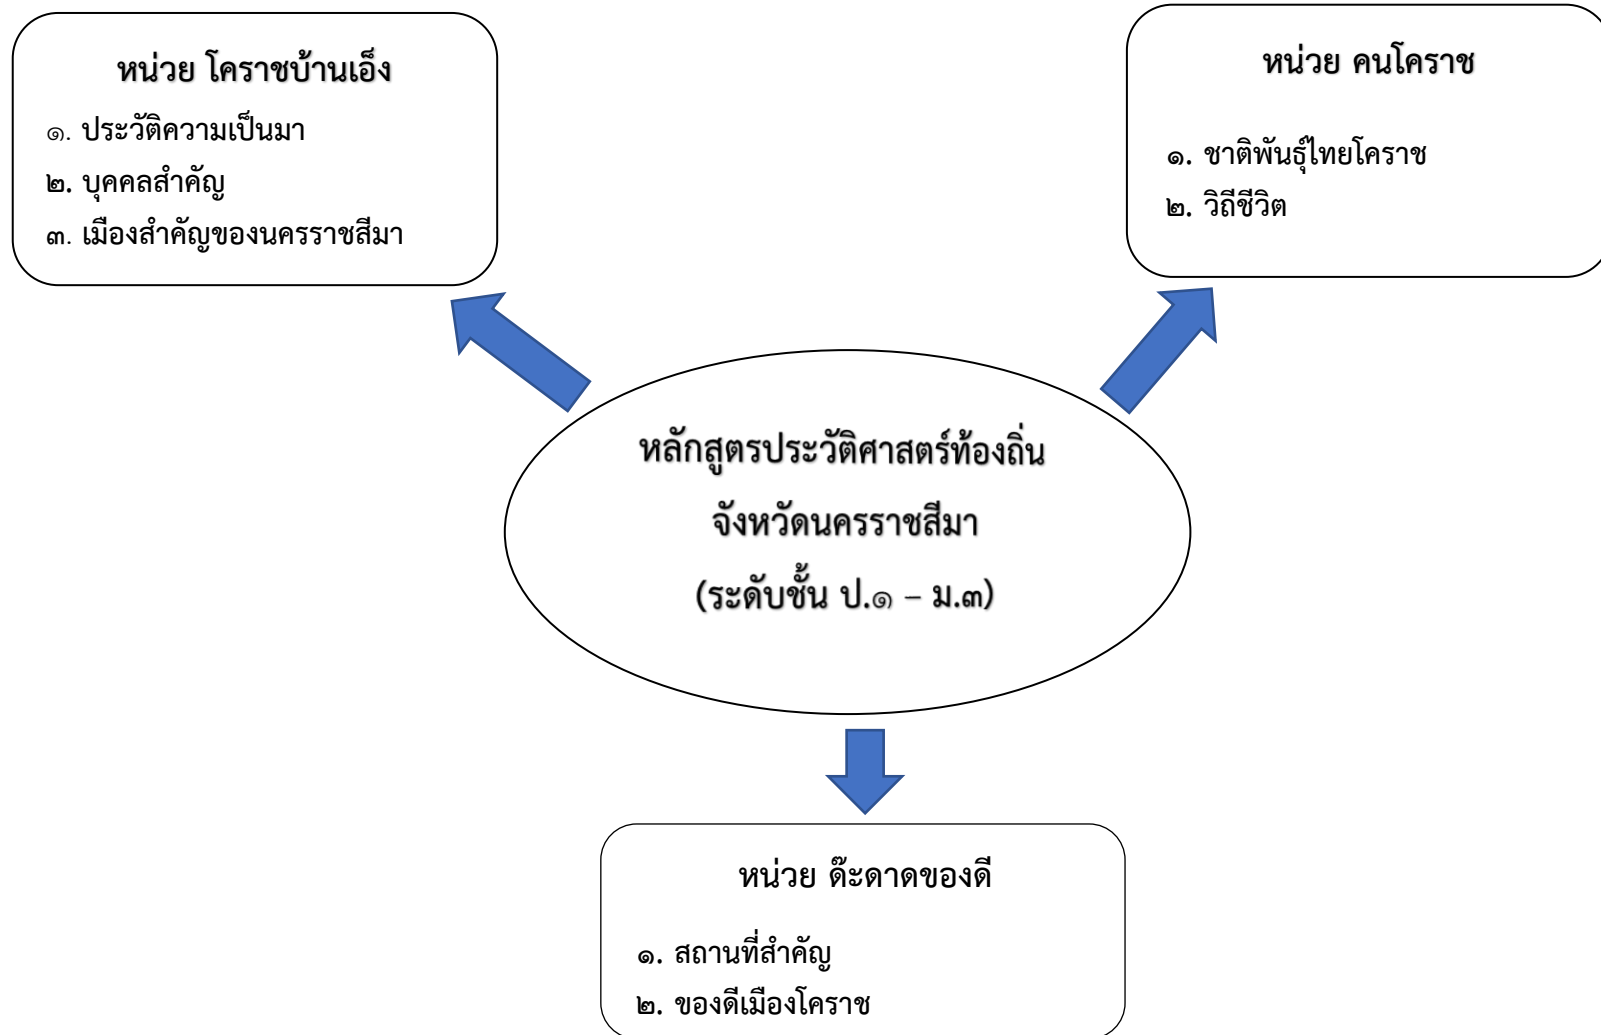 หน่วย โคราชบ้านเอ็ง
๑. ประวัติความเป็นมา
๒. บุคคลสำคัญ
๓. เมืองสำคัญของนครราชสีมา
หน่วย คนโคราช
๑. ชาติพันธุ์ไทยโคราช
๒. วิถีชีวิต
หลักสูตรประวัติศาสตร์ท้องถิ่น
จังหวัดนครราชสีมา
(ระดับชั้น ป.๑ – ม.๓)
หน่วย ด๊ะดาดของดี
๑. สถานที่สำคัญ
๒. ของดีเมืองโคราช